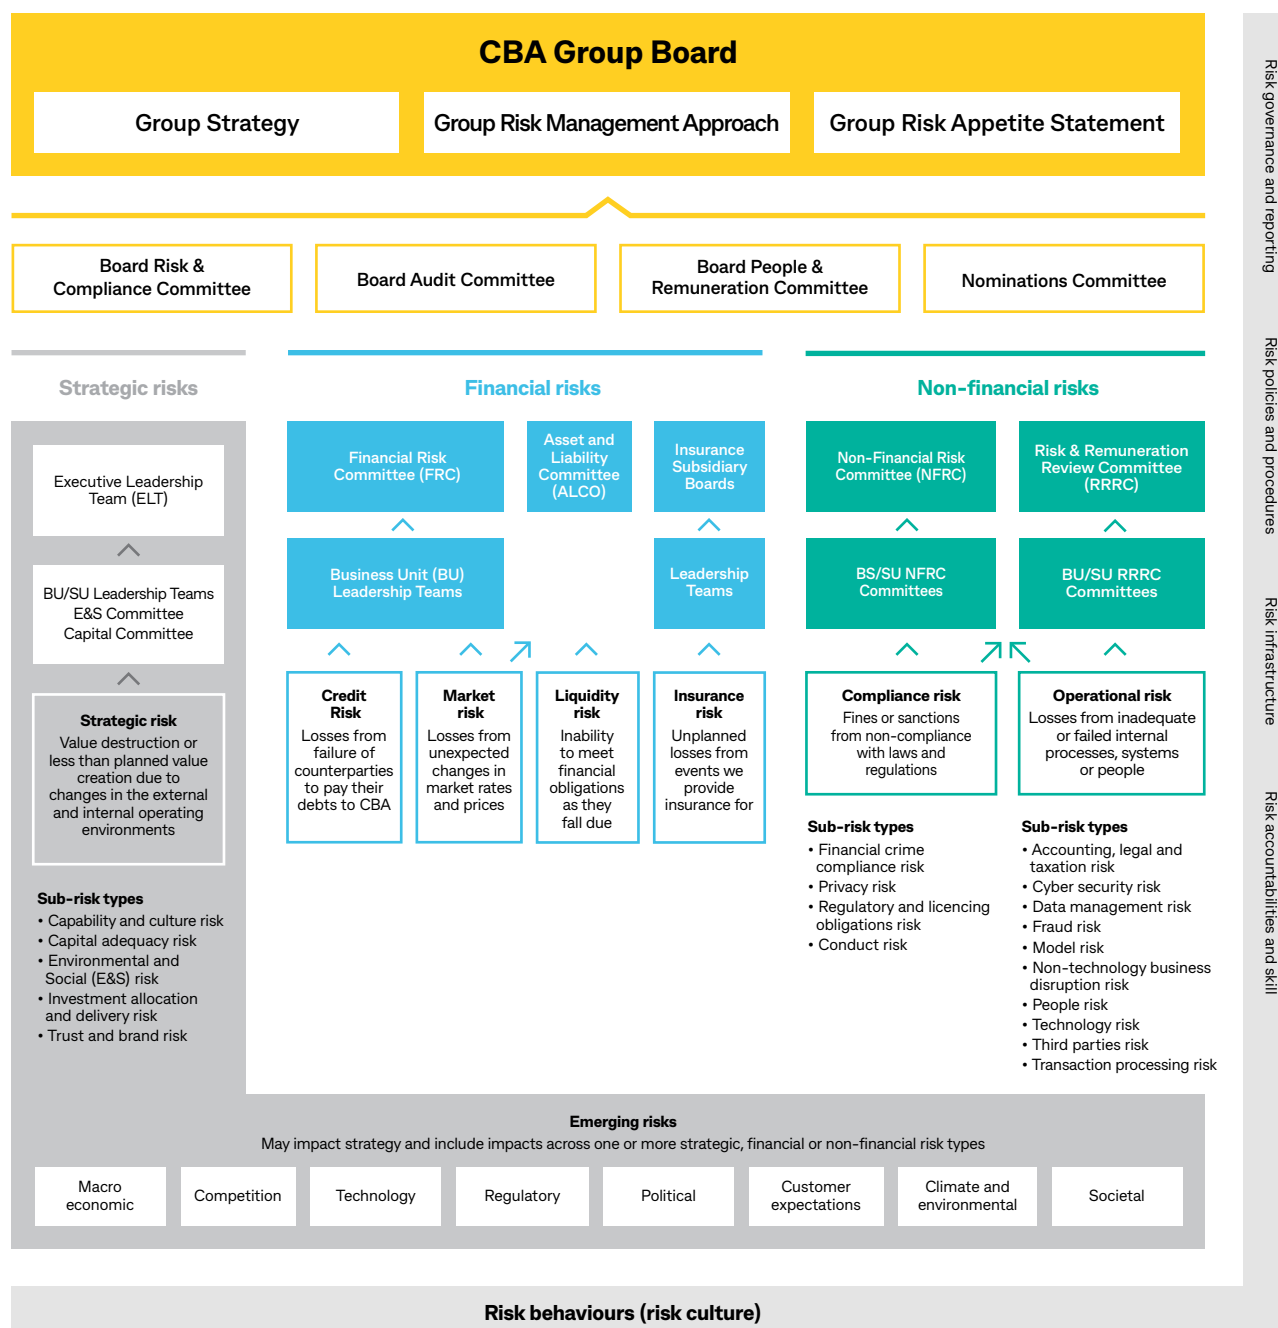 CBA Group Board
Group Strategy
Group Risk Management Approach
Group Risk Appetite Statement
Board Risk &
Compliance Committee
Board Audit Committee
Board People &
Remuneration Committee
Nominations Committee
Strategic risks
Executive Leadership
Team (ELT)
BU/SU Leadership Teams
E&S Committee
Capital Committee
Strategic risk
Value destruction or
less than planned value
creation due to
changes in the external
and internal operating
environments
Sub-risk types
• Capability and culture risk
• Capital adequacy risk
• Environmental and
Social (E&S) risk
• Investment allocation
and delivery risk
• Trust and brand risk
Financial risks
Financial Risk
Committee (FRC)
Asset and
Liability
Committee
(ALCO)
Insurance
Subsidiary
Boards
Business Unit (BU)
Leadership Teams
Leadership
Teams
Credit
Risk
Losses from
failure of
counterparties
to pay their
debts to CBA
Market
risk
Losses from
unexpected
changes in
market rates
and prices
Liquidity
risk
Inability
to meet
financial
obligations
as they
fall due
Insurance
risk
Unplanned
losses from
events we
provide
insurance for
Non-financial risks
Non-Financial Risk
Committee (NFRC)
Risk & Remuneration
Review Committee
(RRRC)
BS/SU NFRC
Committees
BU/SU RRRC
Committees
Compliance risk
Fines or sanctions
from non-compliance
with laws and
regulations
Operational risk
Losses from inadequate
or failed internal
processes, systems
or people
Sub-risk types
• Financial crime
compliance risk
• Privacy risk
• Regulatory and licencing
obligations risk
• Conduct risk
Sub-risk types
• Accounting, legal and
taxation risk
• Cyber security risk
• Data management risk
• Fraud risk
• Model risk
• Non-technology business
disruption risk
• People risk
• Technology risk
• Third parties risk
• Transaction processing risk
Emerging risks
May impact strategy and include impacts across one or more strategic, financial or non-financial risk types
Macro
economic
Competition
Technology
Regulatory
Political
Customer
expectations
Climate and
environmental
Societal
Risk behaviours (risk culture)
Risk governance and reporting
Risk policies and procedures
Risk infrastructure
Risk accountabilities and skill